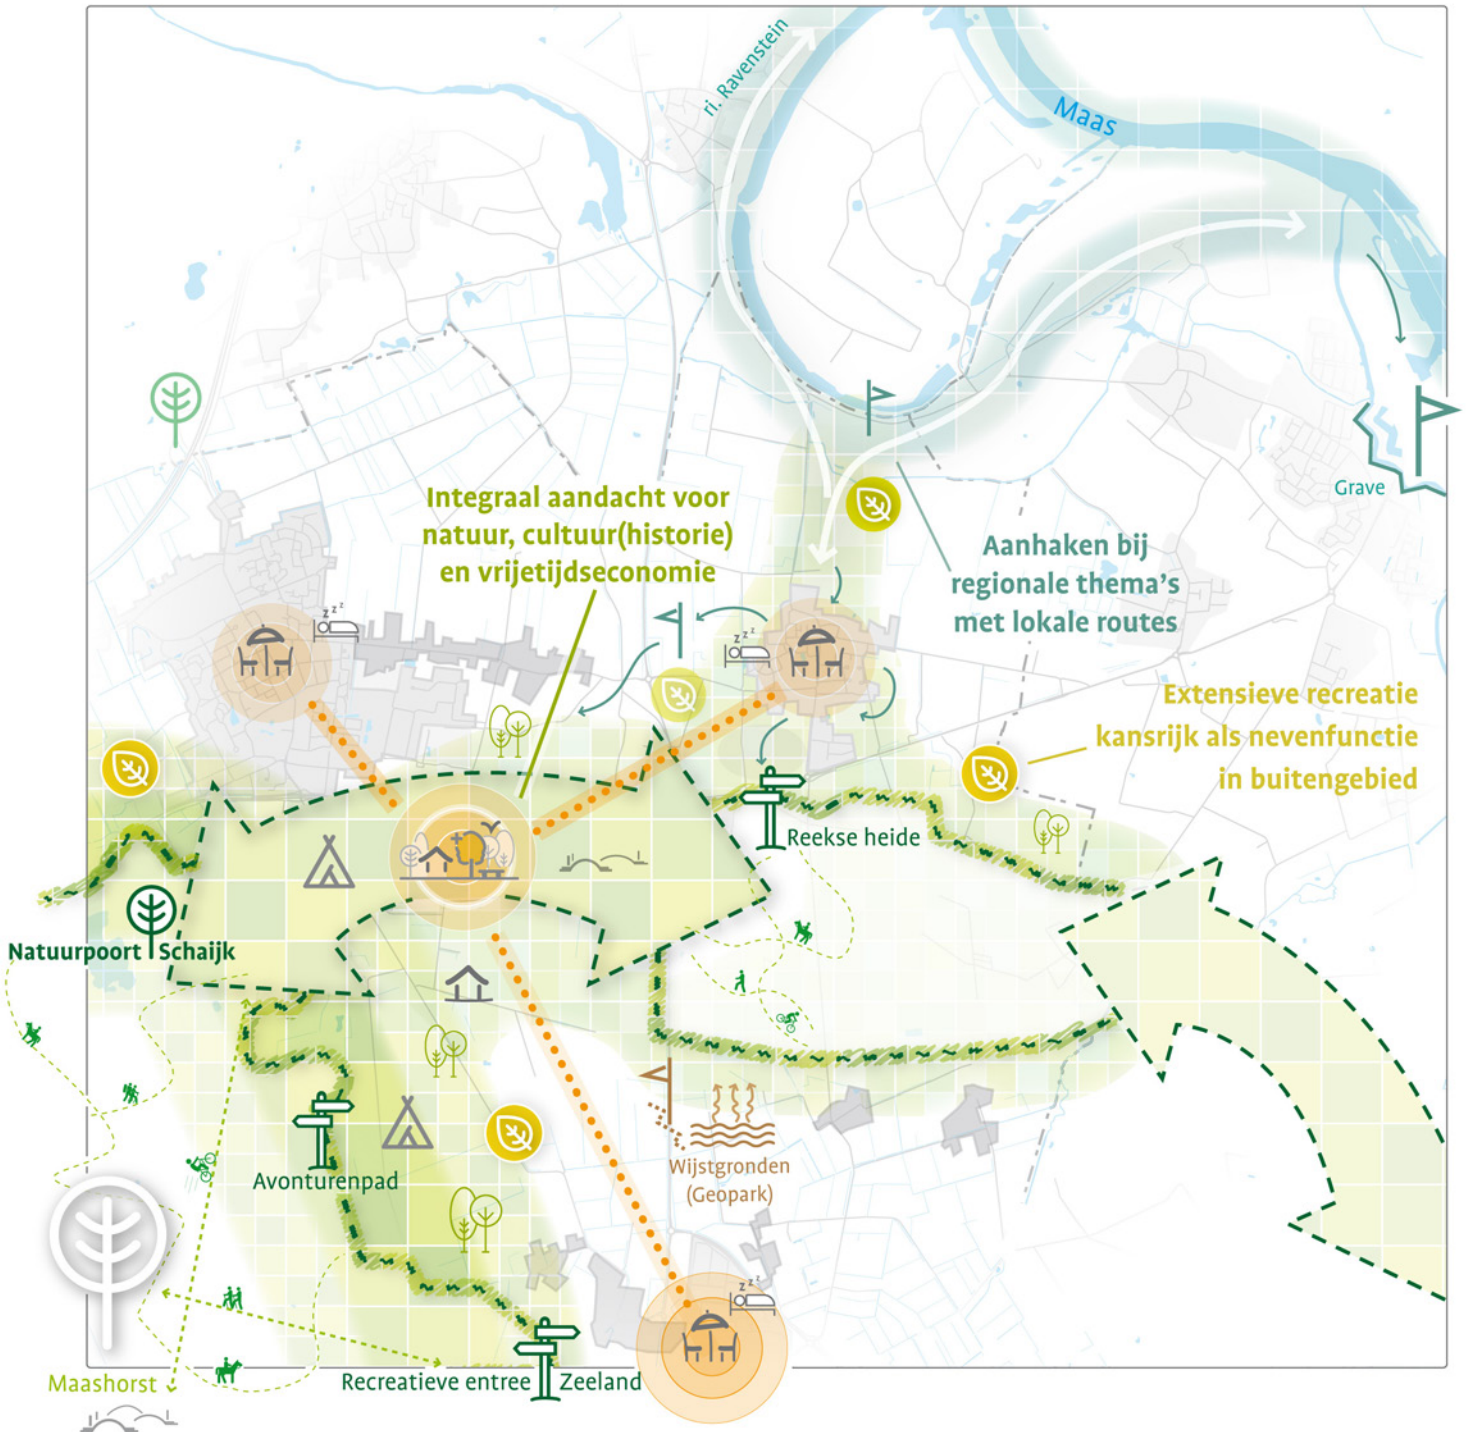 ri. Ravenstein
Maas
Grave
Integraal aandacht voor
natuur, cultuur(historie)
en vrijetijdseconomie
Aanhaken bij
regionale thema's
met lokale routes
z z z
z z z
Extensieve recreatie
kansrijk als nevenfunctie
in buitengebied
Reekse heide
Natuurpoort Schaijk
Avonturenpad
Wijstgronden
(Geopark)
z z z
Maashorst
Recreatieve entree Zeeland